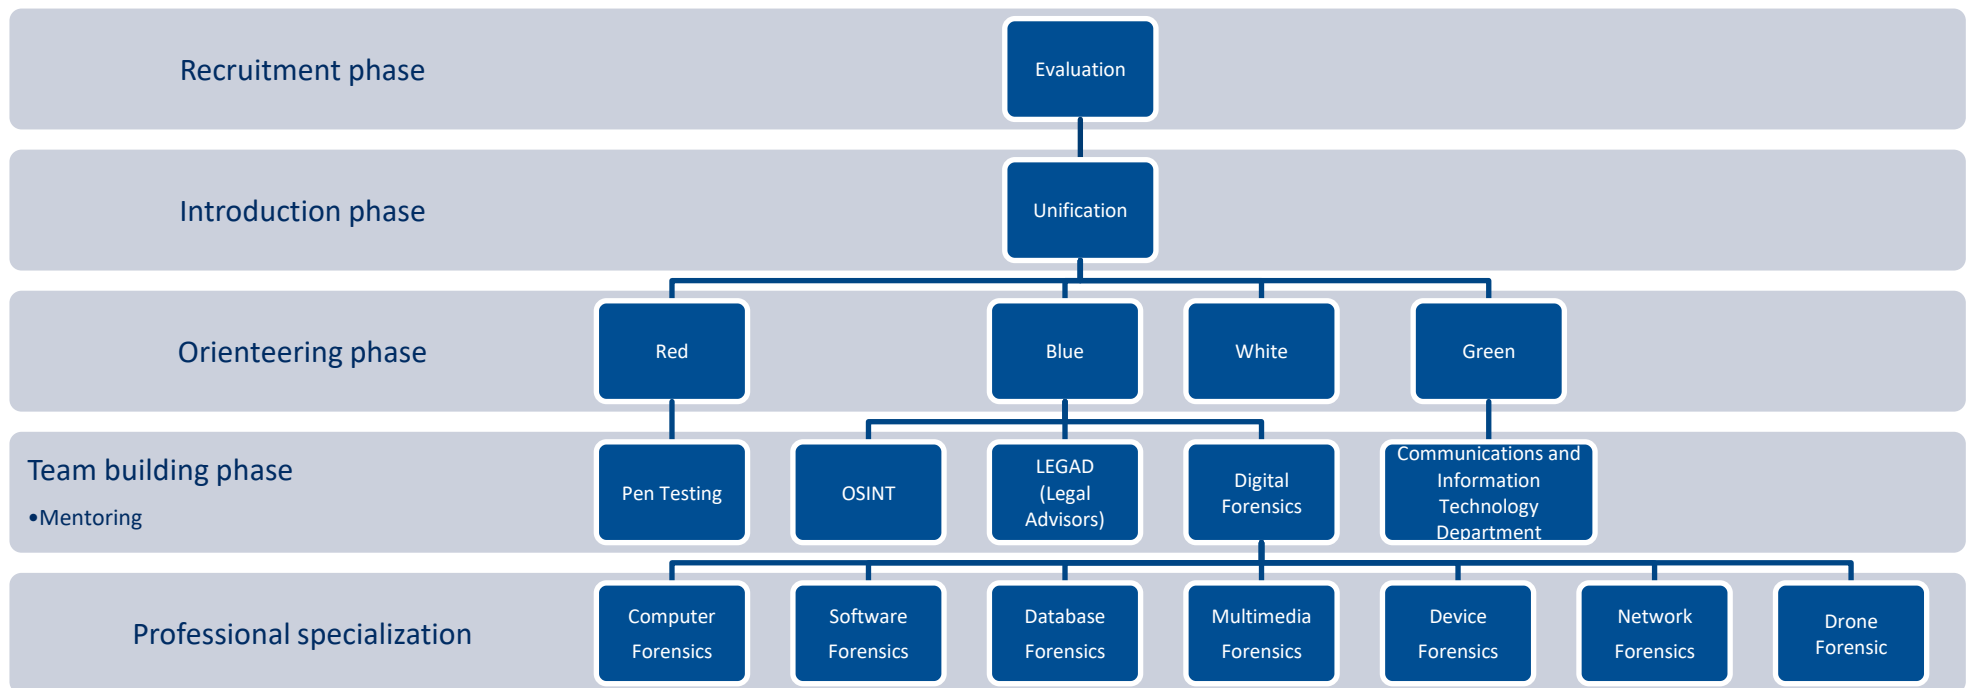 Recruitment phase
Evaluation
Introduction phase
Unification
Orienteering phase
Red
Blue
White
Green
Team building phase
•Mentoring
Pen Testing
OSINT
LEGAD
(Legal
Advisors)
Digital
Forensics
Communications and
Information
Technology
Department
Professional specialization
Computer
Forensics
Software
Forensics
Database
Forensics
Multimedia
Forensics
Device
Forensics
Network
Forensics
Drone
Forensic